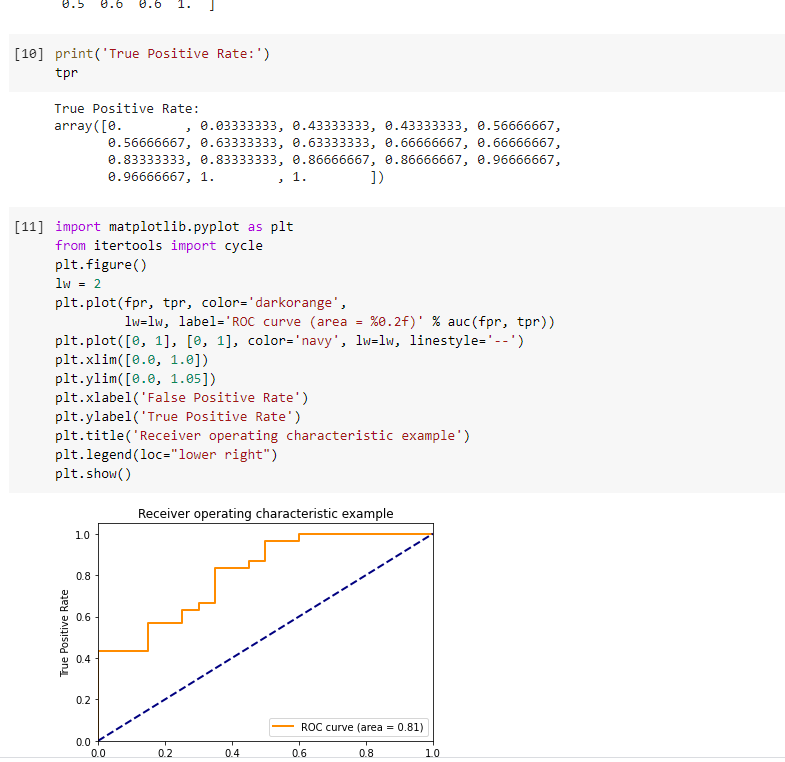 0.5  0.6  0.6  1.  ]
[10] print('True Positive Rate:')
tpr
True Positive Rate:
array([0.        , 0.03333333, 0.43333333, 0.43333333, 0.56666667,
       0.56666667, 0.63333333, 0.63333333, 0.66666667, 0.66666667,
       0.83333333, 0.83333333, 0.86666667, 0.86666667, 0.96666667,
       0.96666667, 1.        , 1.        ])
[11] import matplotlib.pyplot as plt
from itertools import cycle
plt.figure()
lw = 2
plt.plot(fpr, tpr, color='darkorange',
         lw=lw, label='ROC curve (area = %0.2f)' % auc(fpr, tpr))
plt.plot([0, 1], [0, 1], color='navy', lw=lw, linestyle='--')
plt.xlim([0.0, 1.0])
plt.ylim([0.0, 1.05])
plt.xlabel('False Positive Rate')
plt.ylabel('True Positive Rate')
plt.title('Receiver operating characteristic example')
plt.legend(loc="lower right")
plt.show()
Receiver operating characteristic example
1.0
0.8
0.6
0.4
0.2
0.0
True Positive Rate
ROC curve (area = 0.81)
0.0 0.2 0.4 0.6 0.8 1.0